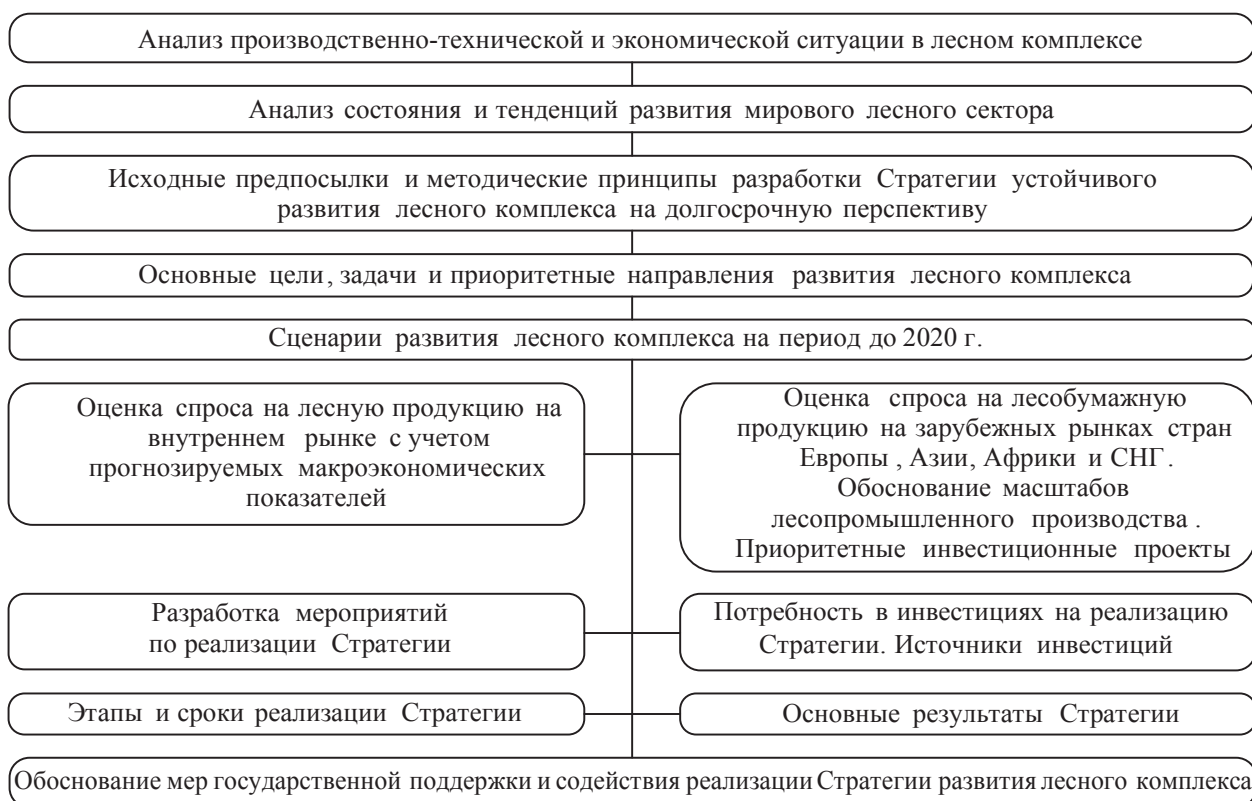 Анализ производственно-технической и экономической ситуации в лесном комплексе
Анализ состояния и тенденций развития мирового лесного сектора
Исходные предпосылки и методические принципы разработки Стратегии устойчивого
развития лесного комплекса на долгосрочную перспективу
Основные цели, задачи и приоритетные направления развития лесного комплекса
Сценарии развития лесного комплекса на период до 2020 г.
Оценка спроса на лесную продукцию на
внутреннем рынке с учетом
прогнозируемых макроэкономических
показателей
Оценка спроса на лесобумажную
продукцию на зарубежных рынках стран
Европы, Азии, Африки и СНГ.
Обоснование масштабов
лесопромышленного производства.
Приоритетные инвестиционные проекты
Разработка мероприятий
по реализации Стратегии
Потребность в инвестициях на реализацию
Стратегии. Источники инвестиций
Этапы и сроки реализации Стратегии
Основные результаты Стратегии
Обоснование мер государственной поддержки и содействия реализации Стратегии развития лесного комплекса